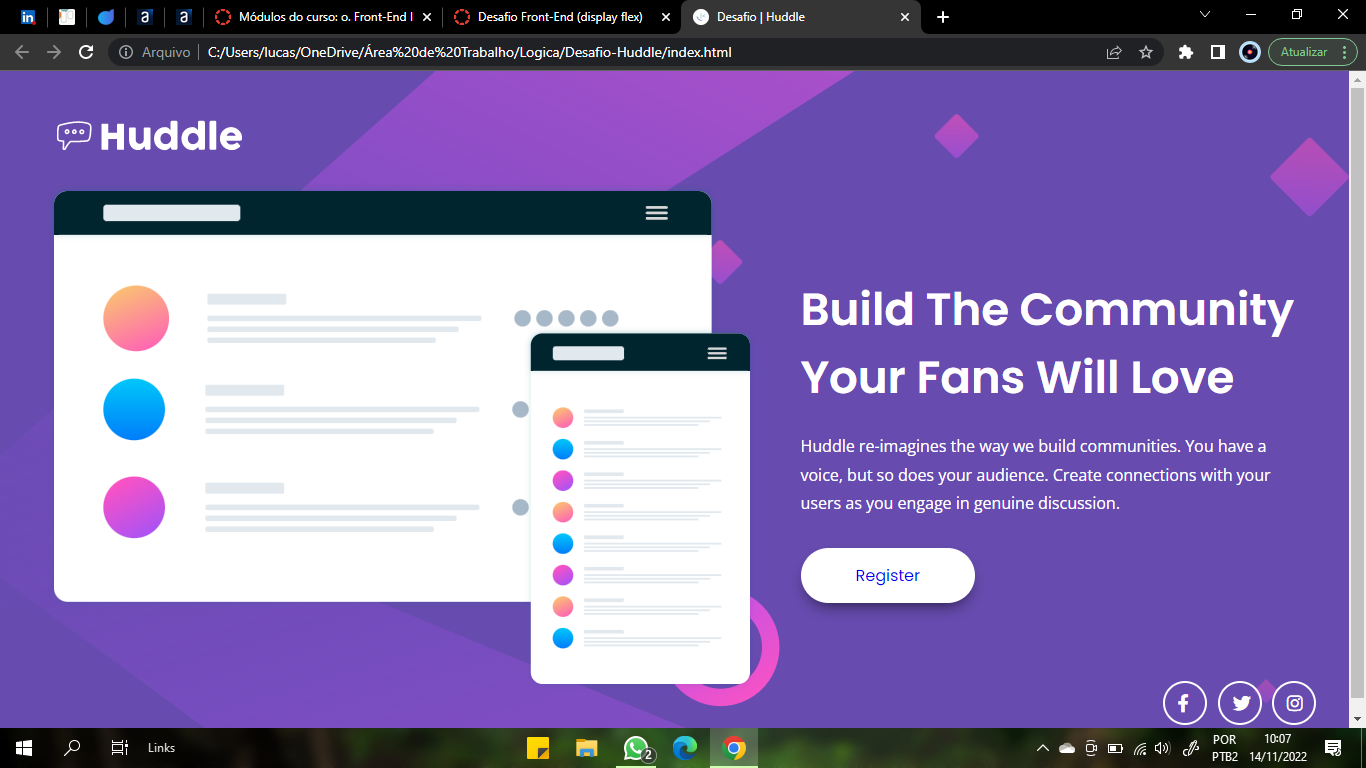 Módulos do curso: o. Front-End I
Desafio Front-End (display flex)
Desafio | Huddle
Arquivo
C:/Users/lucas/OneDrive/Área%20de%20Trabalho/Logica/Desafio-Huddle/index.html
Atualizar
Huddle
Build The Community
Your Fans Will Love
Huddle re-imagines the way we build communities. You have a
voice, but so does your audience. Create connections with your
users as you engage in genuine discussion.
Register
Links
2
POR
PTB2
10:07
14/11/2022